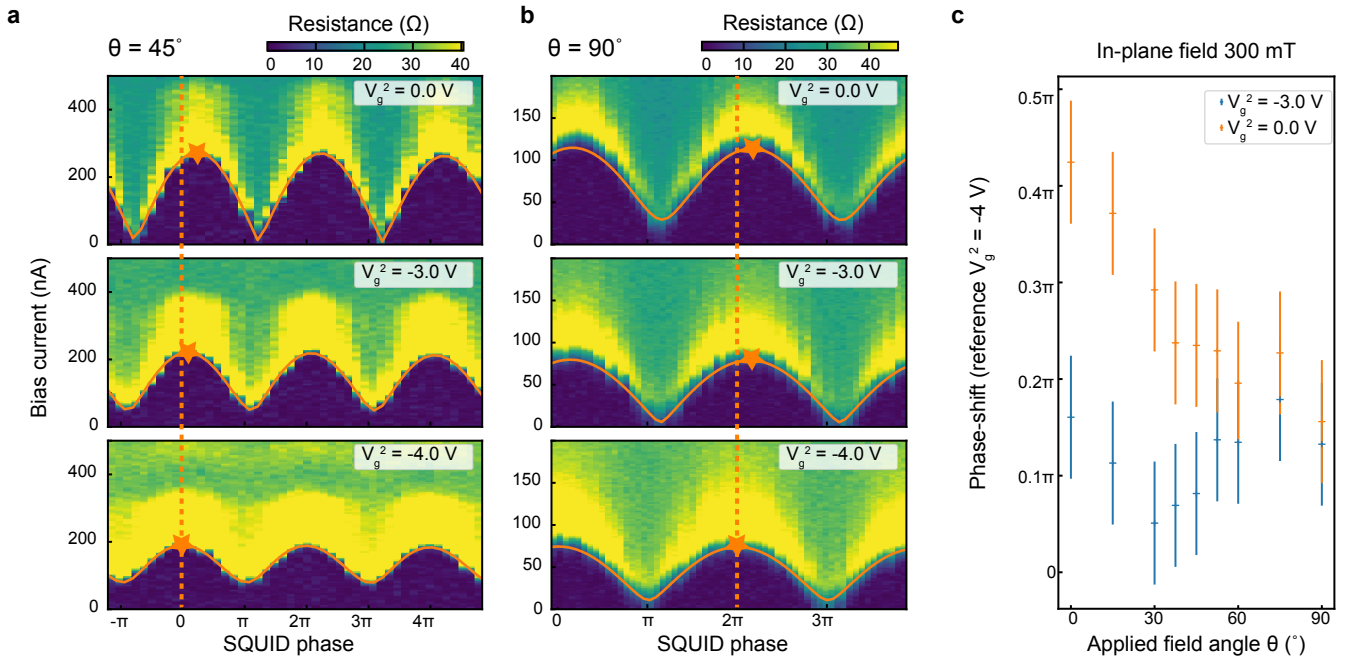 a
Resistance (Ω)
θ = 45°
0 10 20 30 40
V_g^2 = 0.0 V
400
200
0
V_g^2 = -3.0 V
400
200
0
V_g^2 = -4.0 V
400
200
0
Bias current (nA)
-π 0 π 2π 3π 4π
SQUID phase
b
Resistance (Ω)
θ = 90°
0 10 20 30 40
V_g^2 = 0.0 V
150
100
50
0
V_g^2 = -3.0 V
150
100
50
0
V_g^2 = -4.0 V
150
100
50
0
π 2π 3π
SQUID phase
c
In-plane field 300 mT
V_g^2 = -3.0 V
V_g^2 = 0.0 V
0.5π
0.4π
0.3π
0.2π
0.1π
0
Phase-shift (reference V_g^2 = -4 V)
0 30 60 90
Applied field angle θ (°)